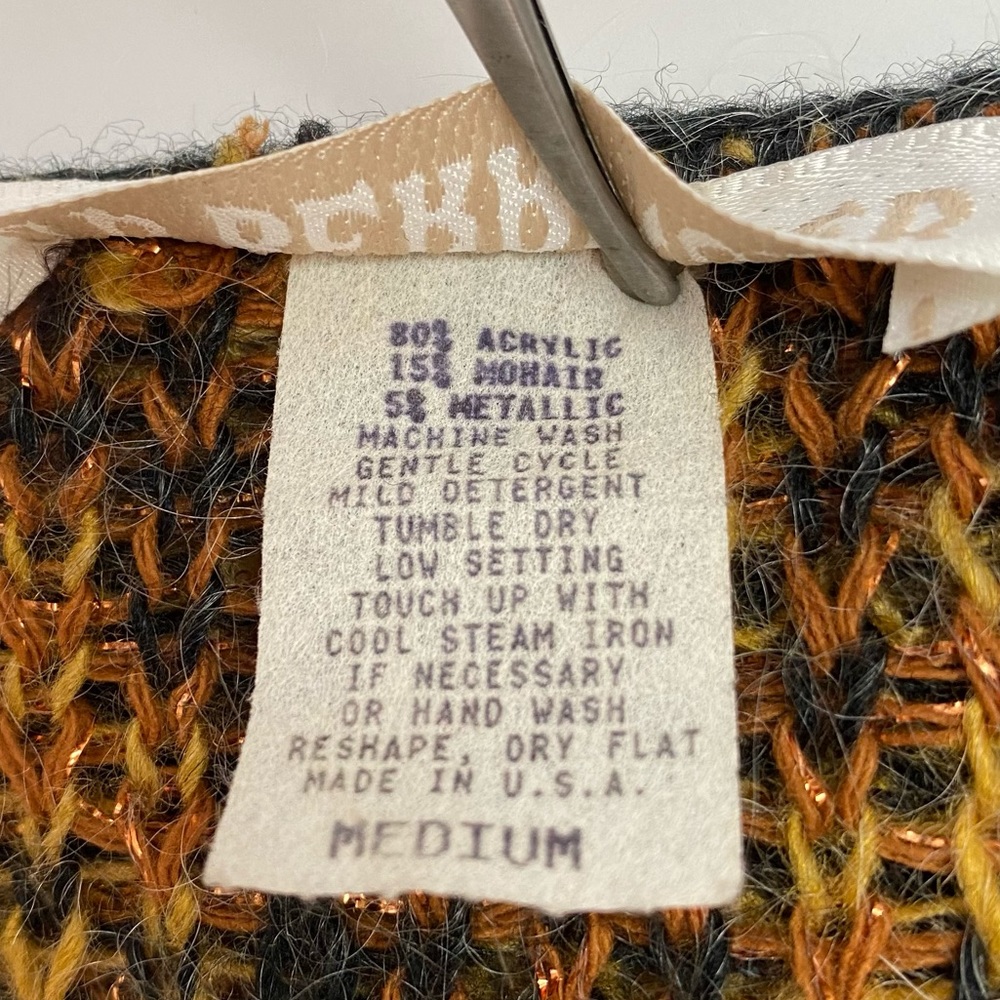 80% ACRYLIC
15% MOHAIR
5% METALLIC
MACHINE WASH
GENTLE CYCLE
MILD DETERGENT
TUMBLE DRY
LOW SETTING
TOUCH UP WITH
COOL STEAM IRON
IF NECESSARY
OR HAND WASH
RESHAPE, DRY FLAT
MADE IN U.S.A.
MEDIUM